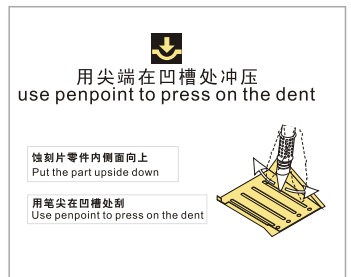 用尖端在凹槽处冲压
use penpoint to press on the dent
蚀刻片零件内侧面向上
Put the part upside down
用笔尖在凹槽处刮
Use penpoint to press on the dent